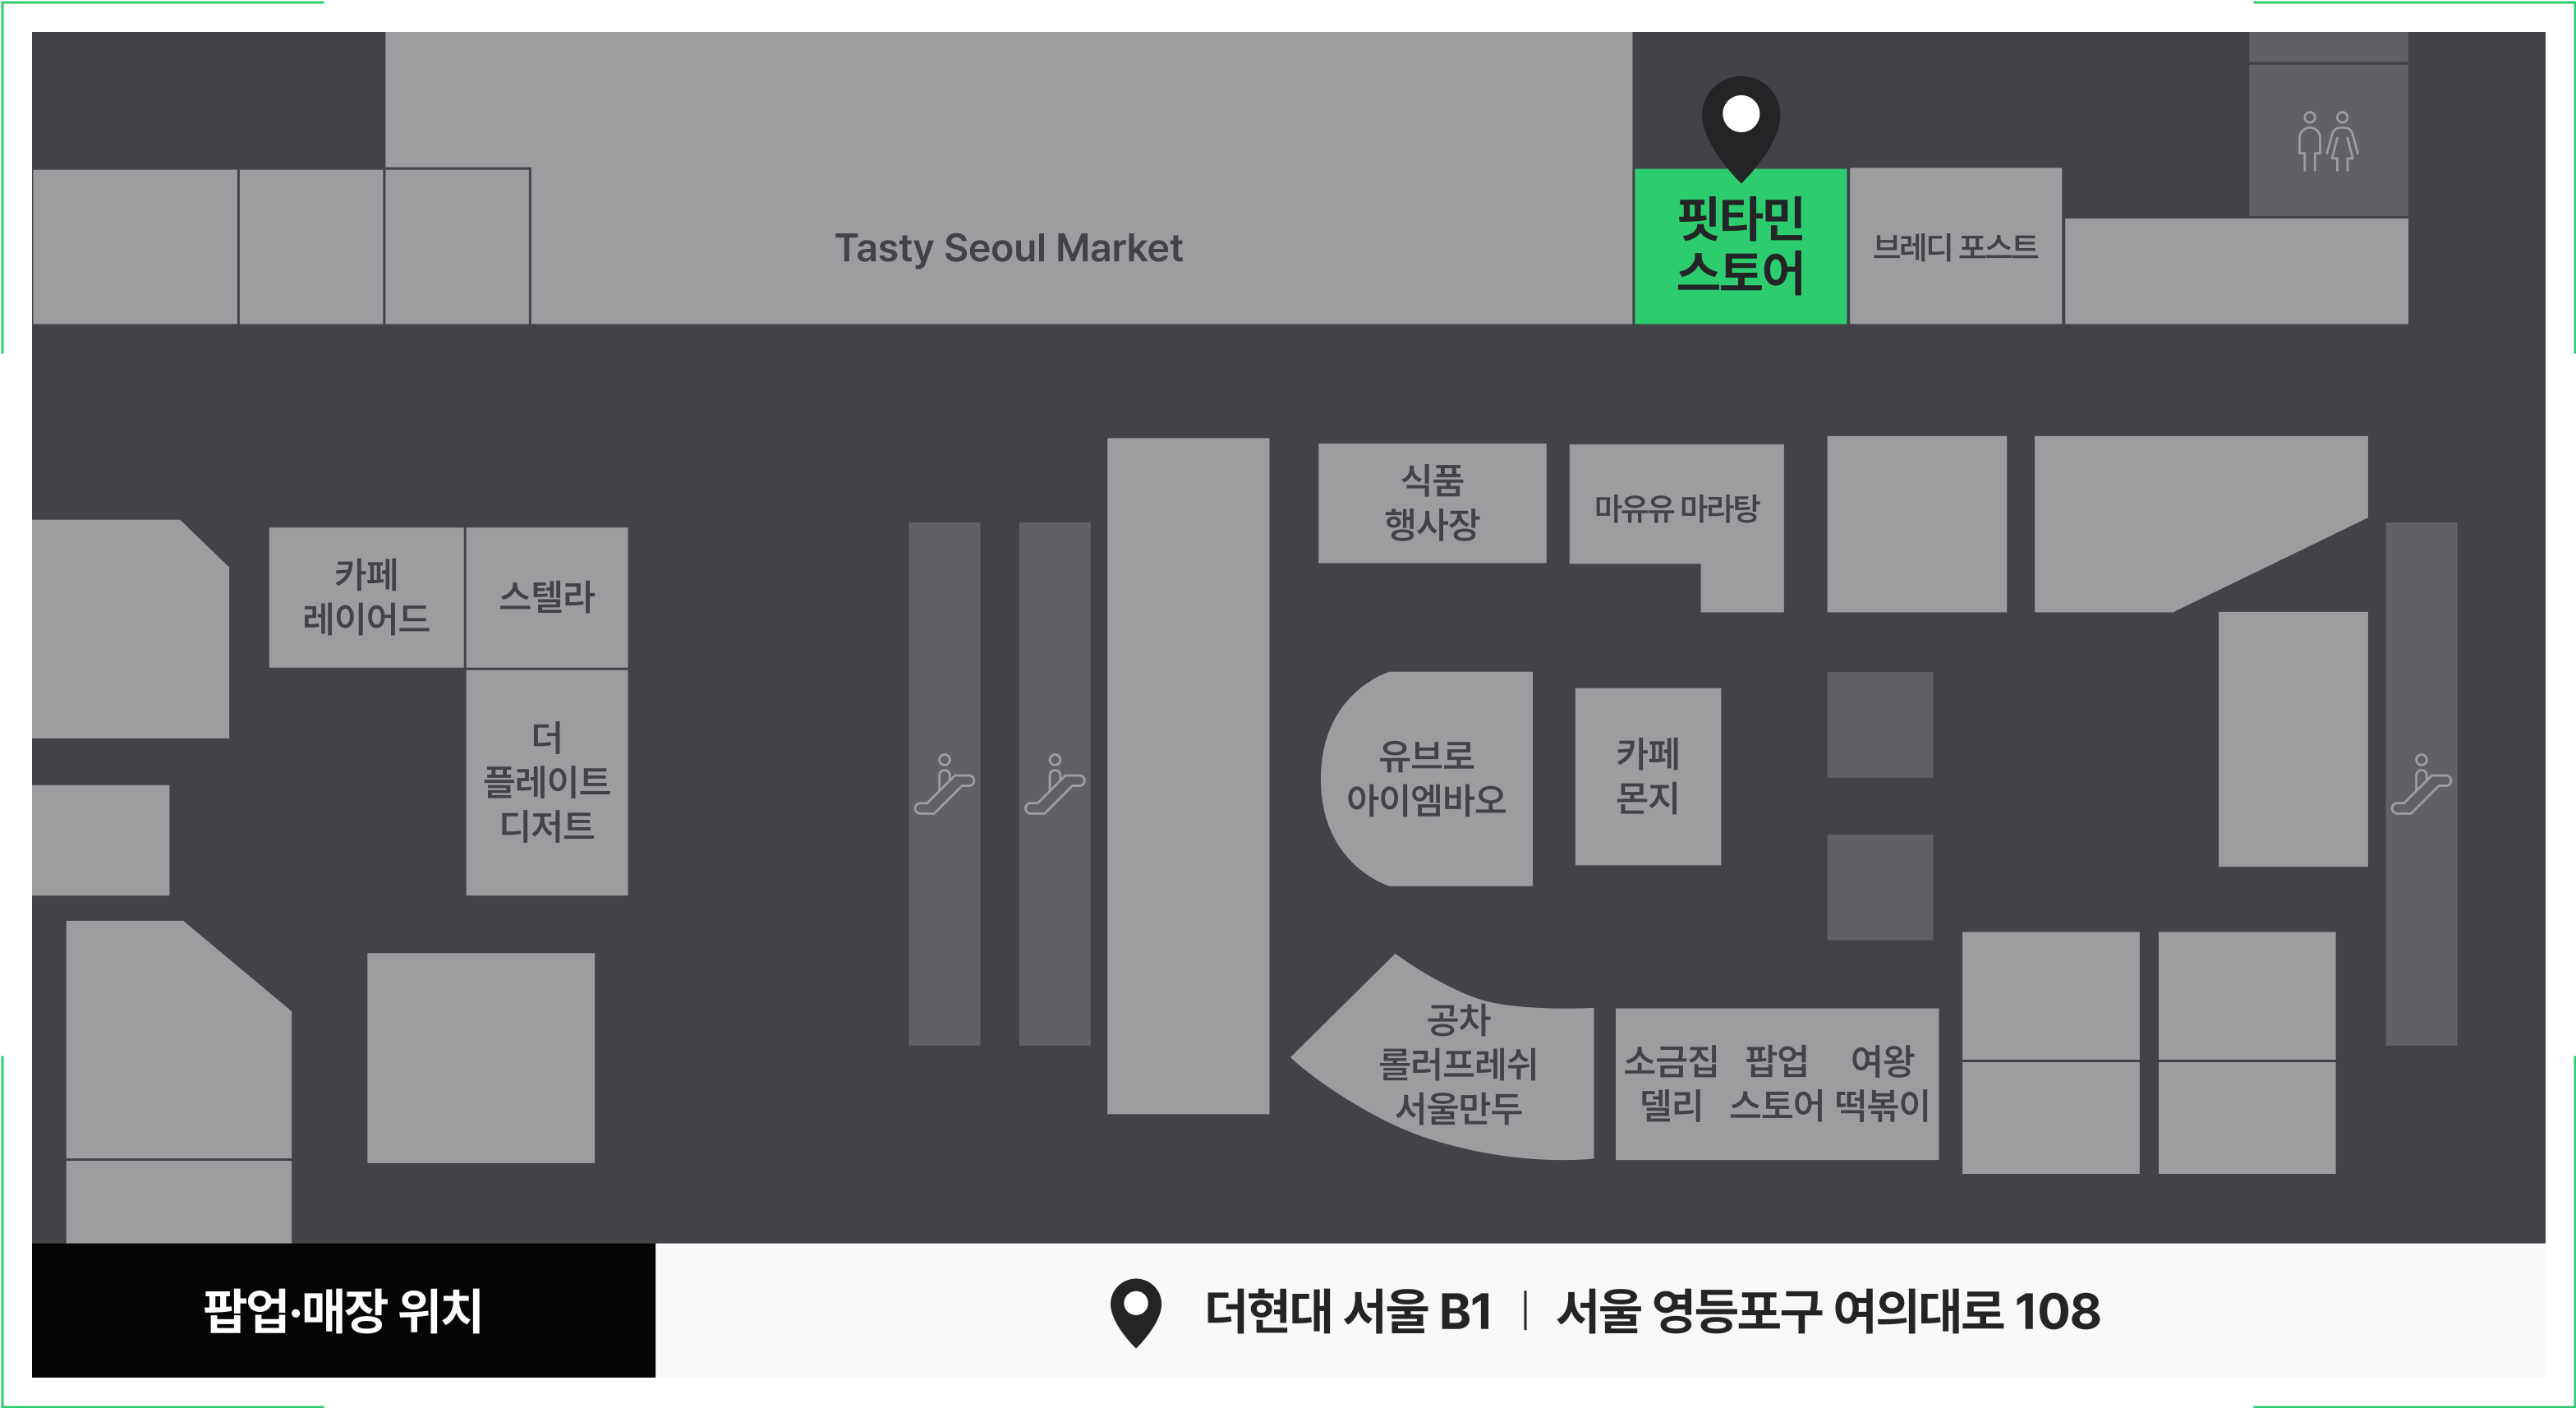 Tasty Seoul Market
핏타민
스토어
브레디 포스트
식품
행사장
마유유 마라탕
카페
레이어드
스텔라
더
플레이트
디저트
유브로
아이엠바오
카페
몬지
공차
롤러프레쉬
서울만두
소금집
델리
팝업
스토어
여왕
떡볶이
팝업·매장 위치
더현대 서울 B1 | 서울 영등포구 여의대로 108